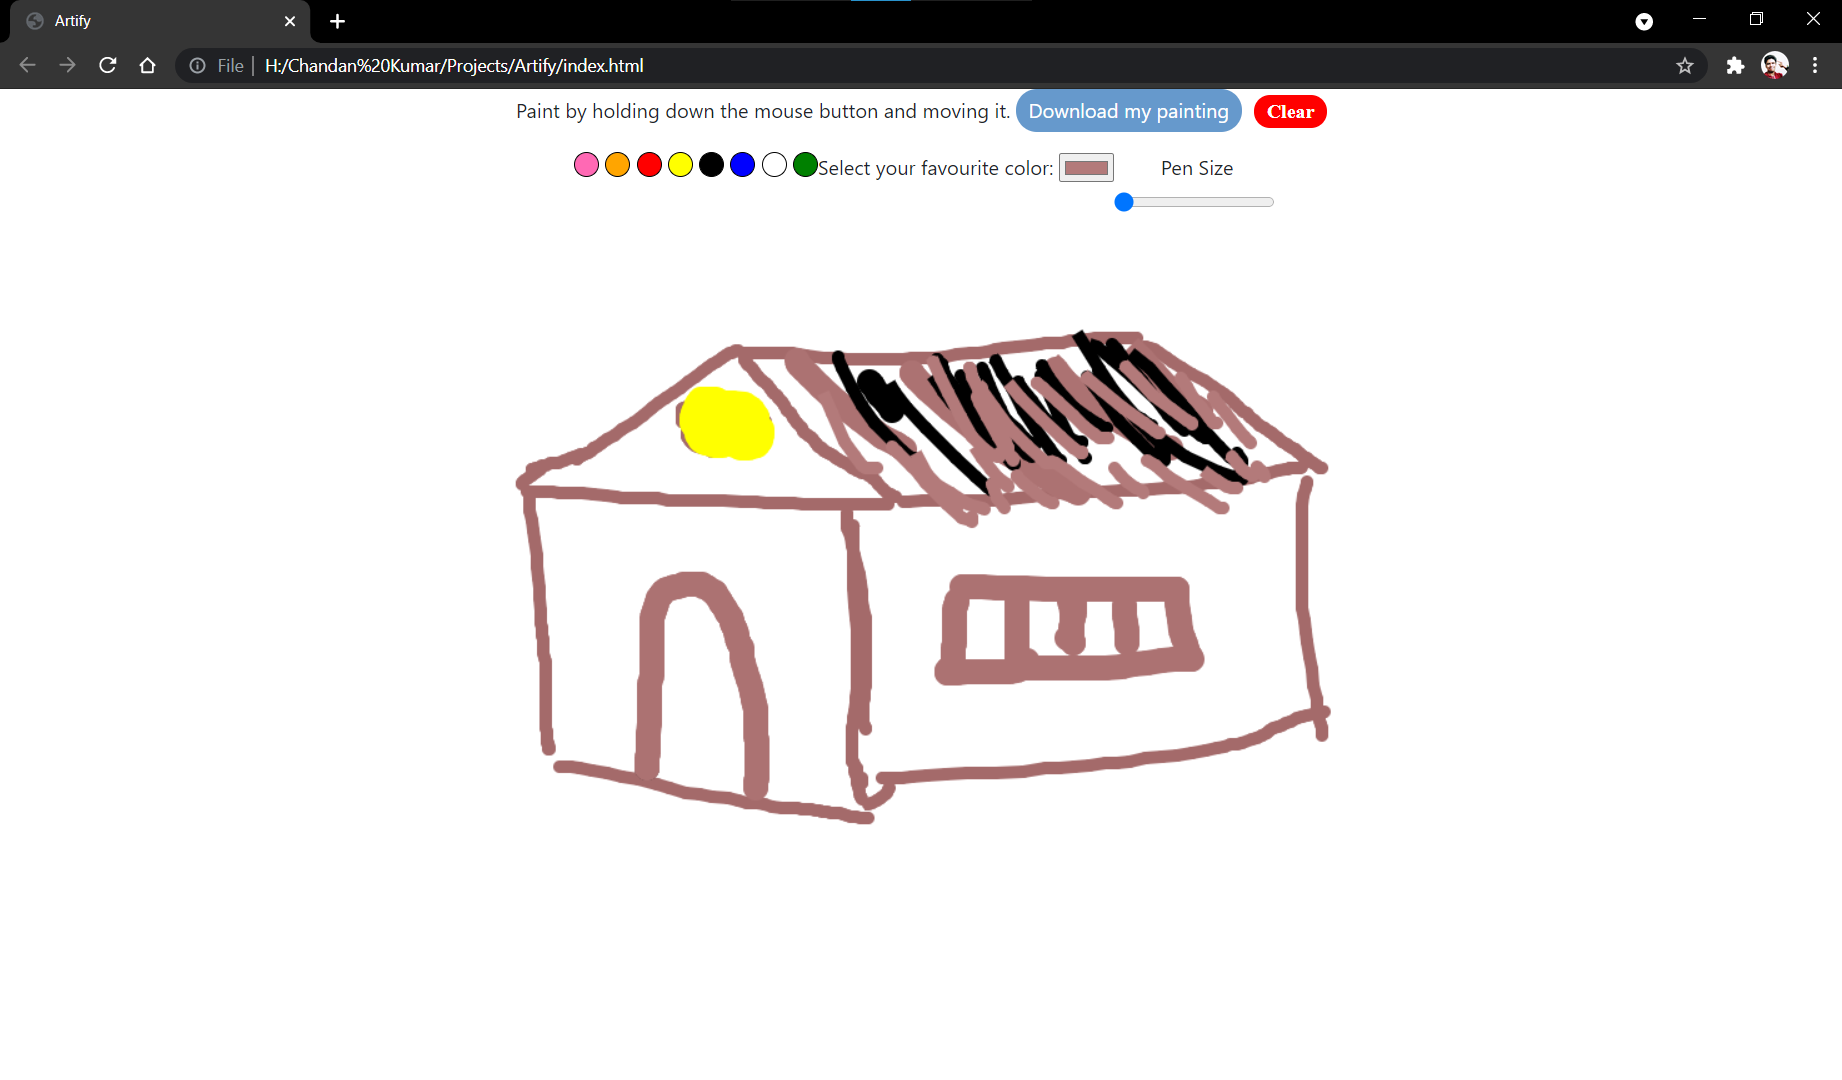 Artify
File H:/Chandan%20Kumar/Projects/Artify/index.html
Paint by holding down the mouse button and moving it. Download my painting Clear
Select your favourite color: Pen Size